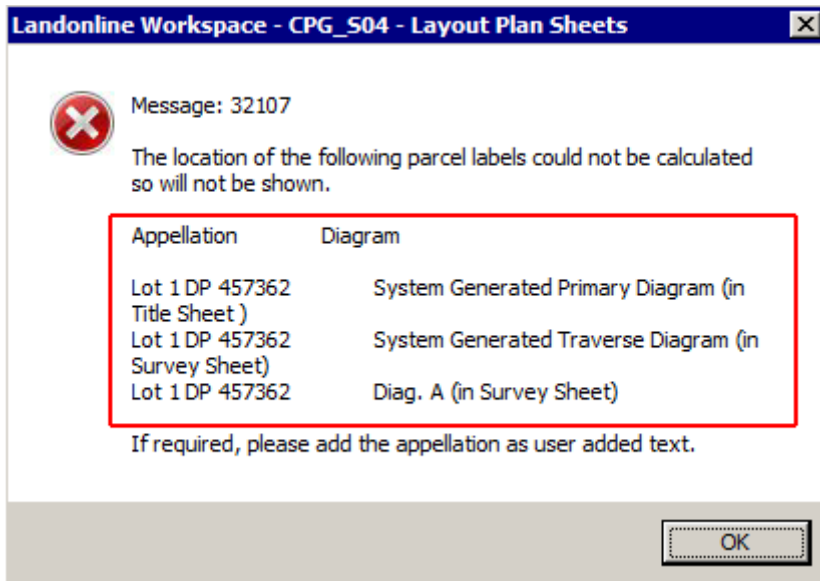 Landonline Workspace - CPG_S04 - Layout Plan Sheets
Message: 32107
The location of the following parcel labels could not be calculated
so will not be shown.
Appellation Diagram
Lot 1 DP 457362 System Generated Primary Diagram (in
Title Sheet )
Lot 1 DP 457362 System Generated Traverse Diagram (in
Survey Sheet)
Lot 1 DP 457362 Diag. A (in Survey Sheet)
If required, please add the appellation as user added text.
OK